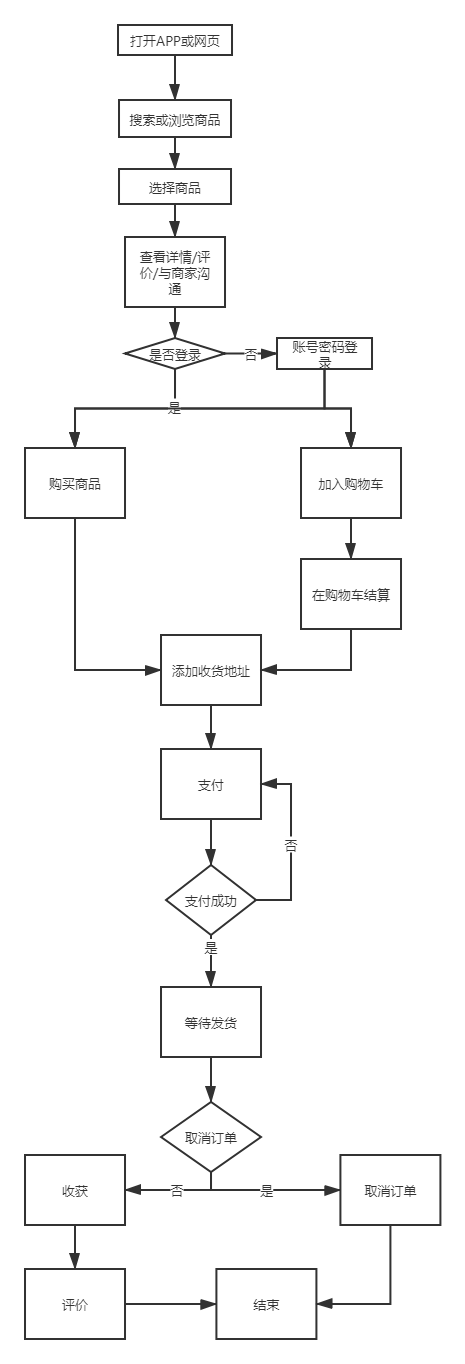 打开APP或网页
搜索或浏览商品
选择商品
查看详情/评
价/与商家沟
通
是否登录
否
账号密码登
录
是
购买商品
加入购物车
在购物车结算
添加收货地址
支付
否
支付成功
是
等待发货
取消订单
收获
否
是
取消订单
评价
结束